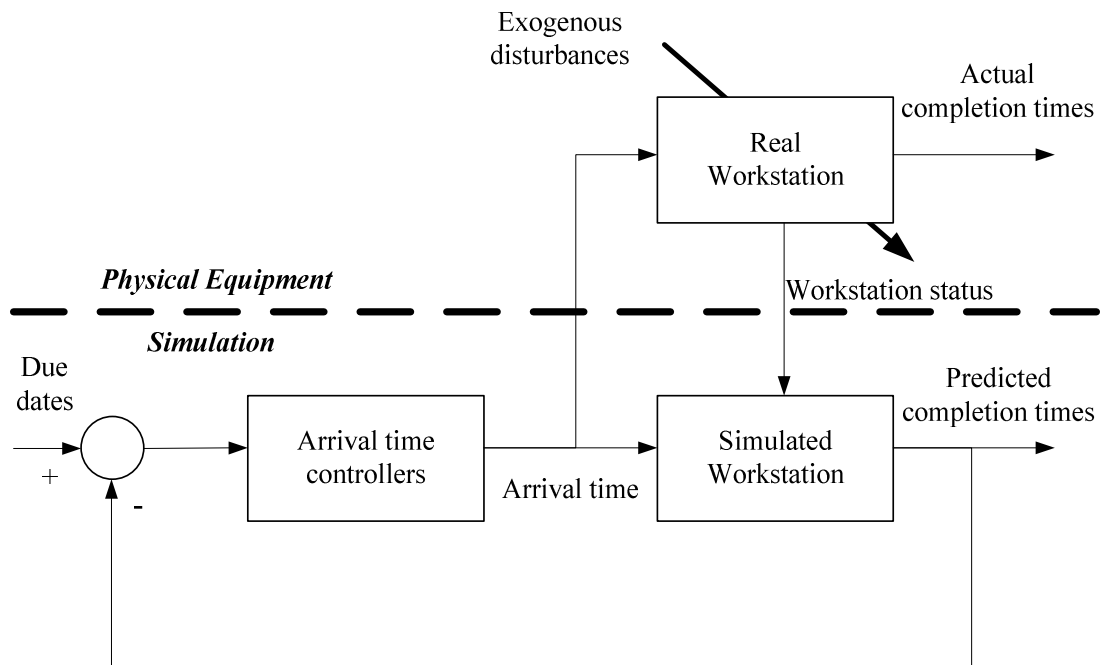 Exogenous
disturbances
Actual
completion times
Real
Workstation
Physical Equipment
Workstation status
Simulation
Due
dates
Predicted
completion times
Arrival time
controllers
Simulated
Workstation
+
Arrival time
-